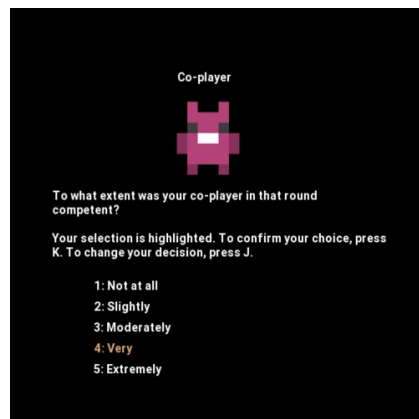 Co-player
To what extent was your co-player in that round
competent?
Your selection is highlighted. To confirm your choice, press
K. To change your decision, press J.
1: Not at all
2: Slightly
3: Moderately
4: Very
5: Extremely